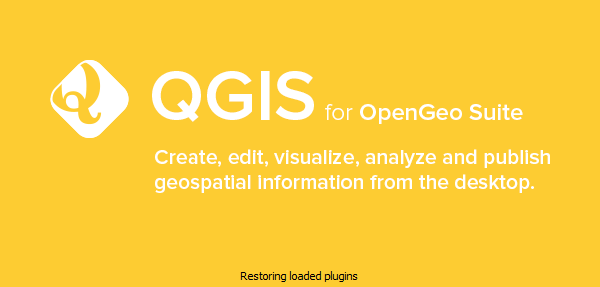 QGIS for OpenGeo Suite
Create, edit, visualize, analyze and publish
geospatial information from the desktop.
Restoring loaded plugins